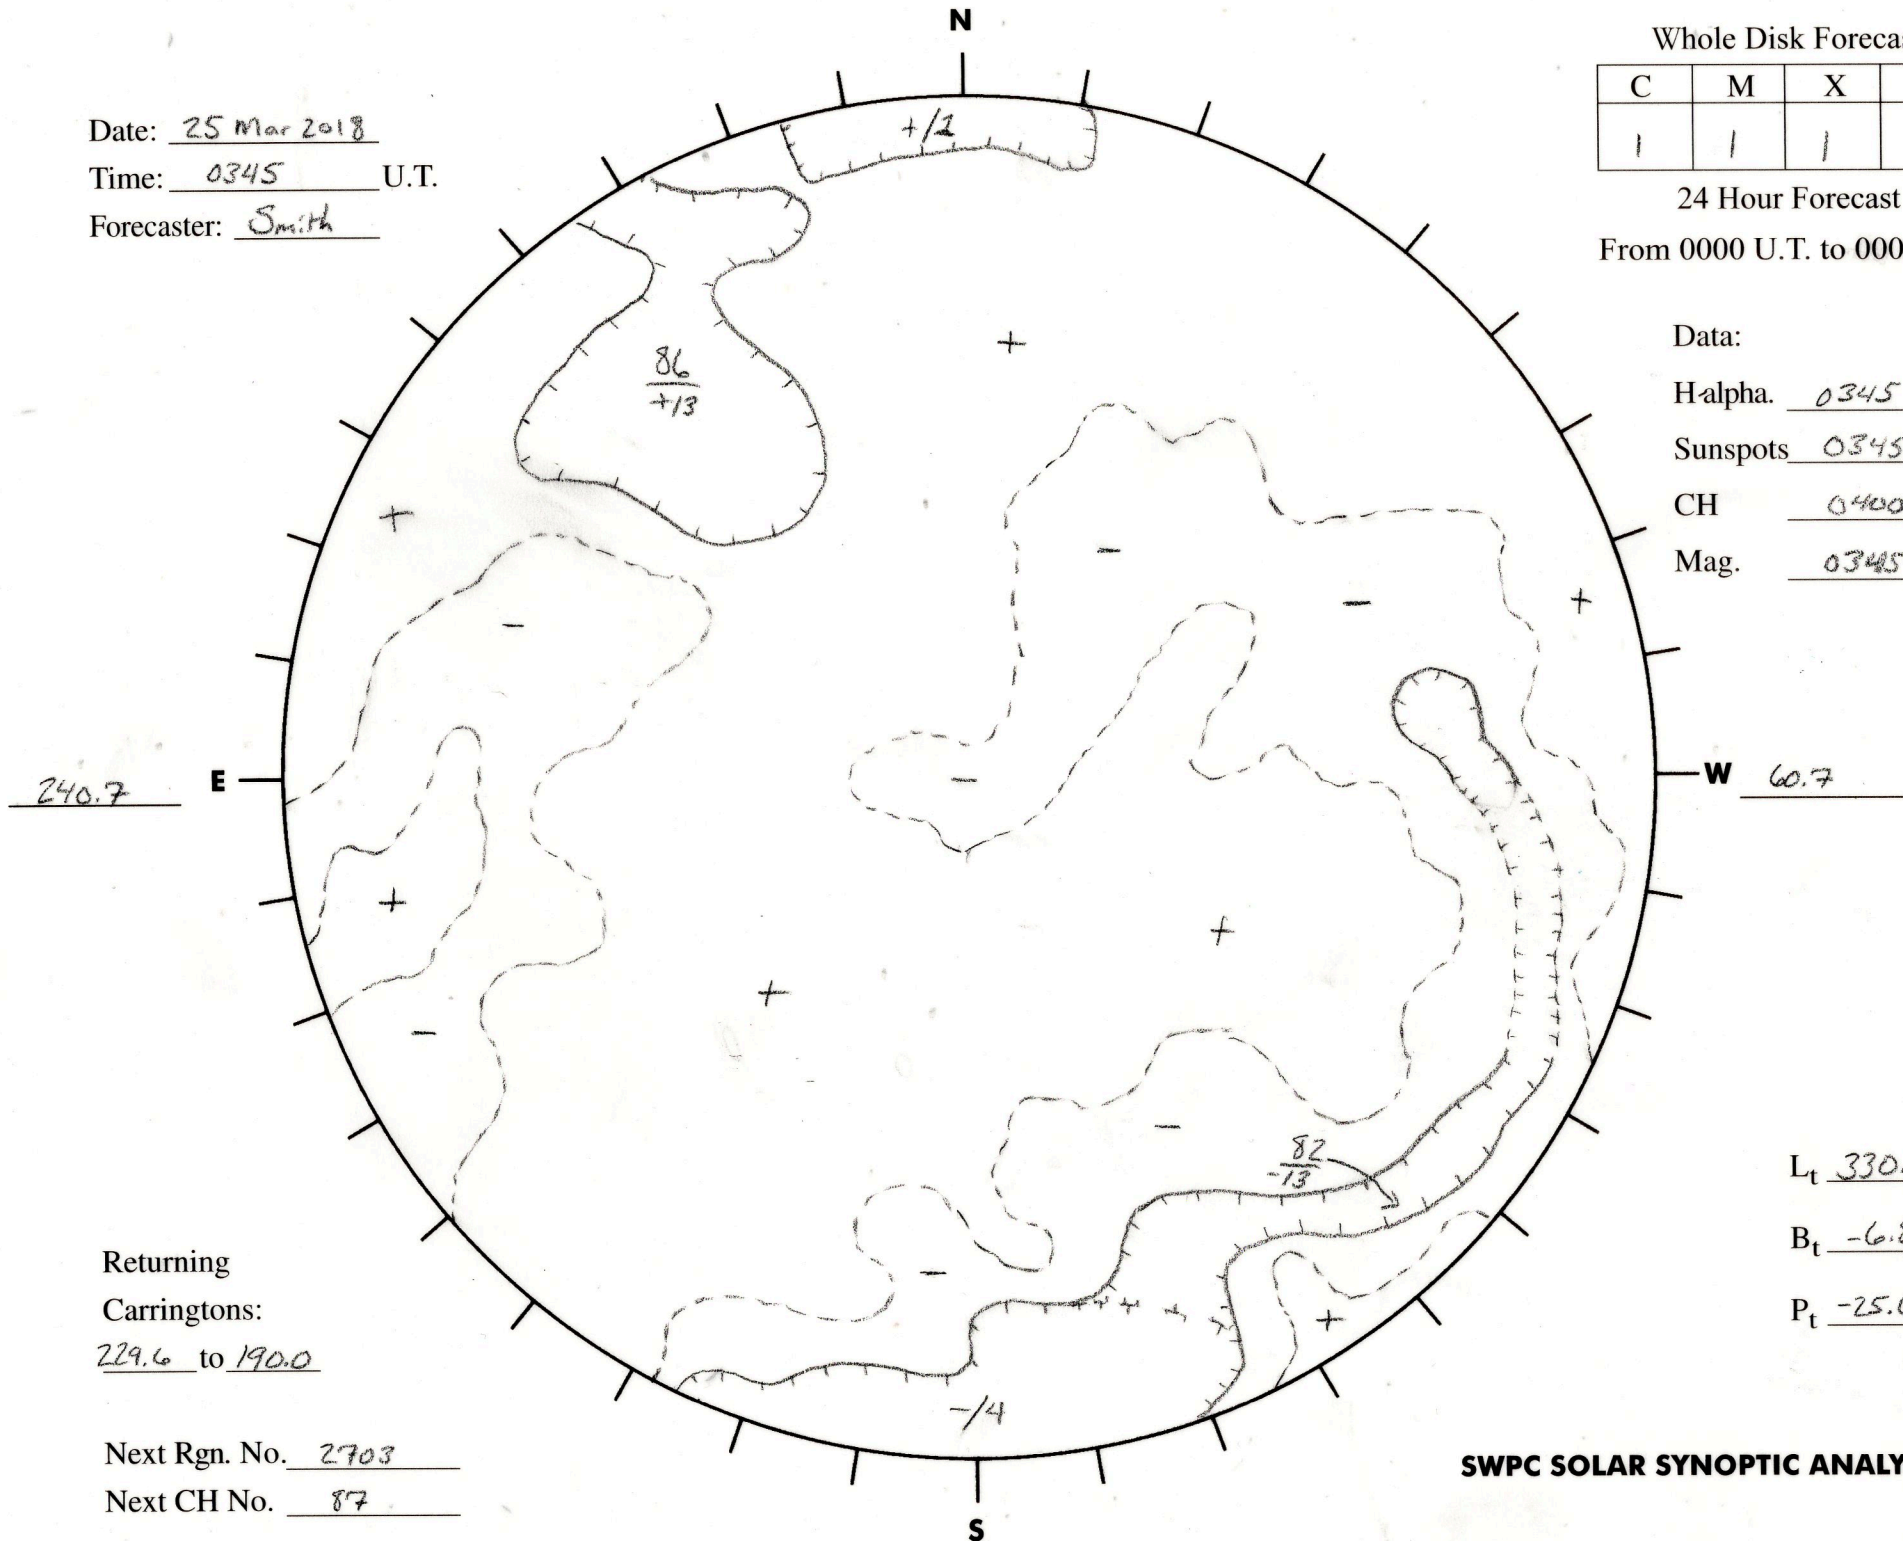 N
Whole Disk Foreca
C M X
1 1 1
24 Hour Forecast
From 0000 U.T. to 000
Date: 25 Mar 2018
Time: 0345 U.T.
Forecaster: Smith
+/1
+
86
+13
Data:
H-alpha. 0345
Sunspots 0345
CH 0400
Mag. 0345
+
-
-
+
-
240.7 E
-
W 60.7
+
+
+
-
-
82
-13
Lt 330.
Bt -6.
Pt -25.
-
+
Returning
Carringtons:
229.6 to 190.0
-/4
Next Rgn. No. 2703
Next CH No. 87
SWPC SOLAR SYNOPTIC ANALY
S